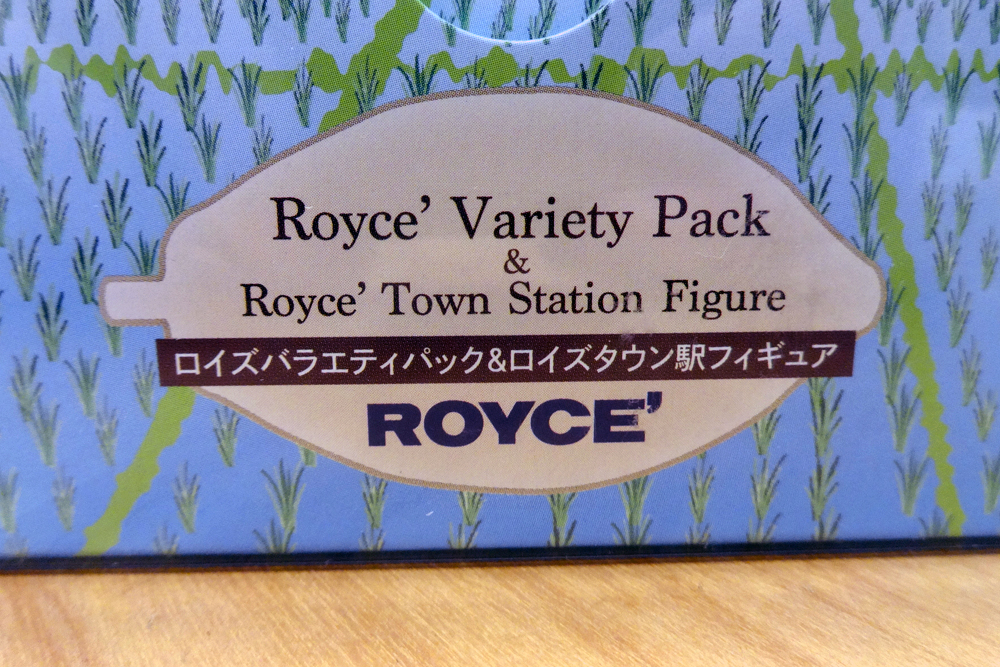 Royce’ Variety Pack
&
Royce’ Town Station Figure
ロイズバラエティパック&ロイズタウン駅フィギュア
ROYCE’